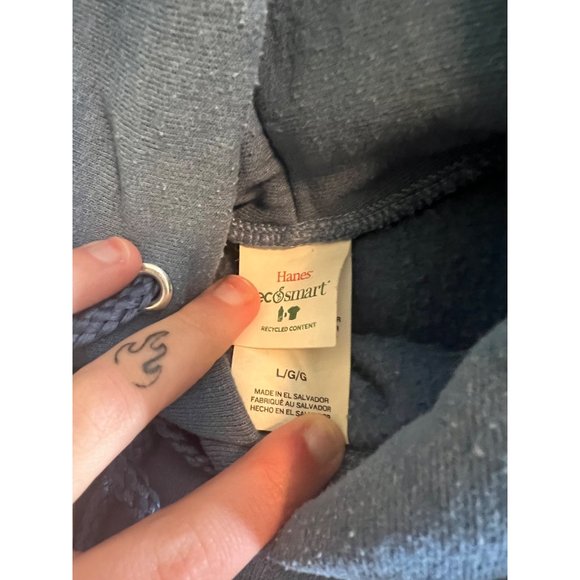 Hanes
ecosmart
RECYCLED CONTENT
L/G/G
MADE IN EL SALVADOR
FABRIQUÉ AU SALVADOR
HECHO EN EL SALVADOR